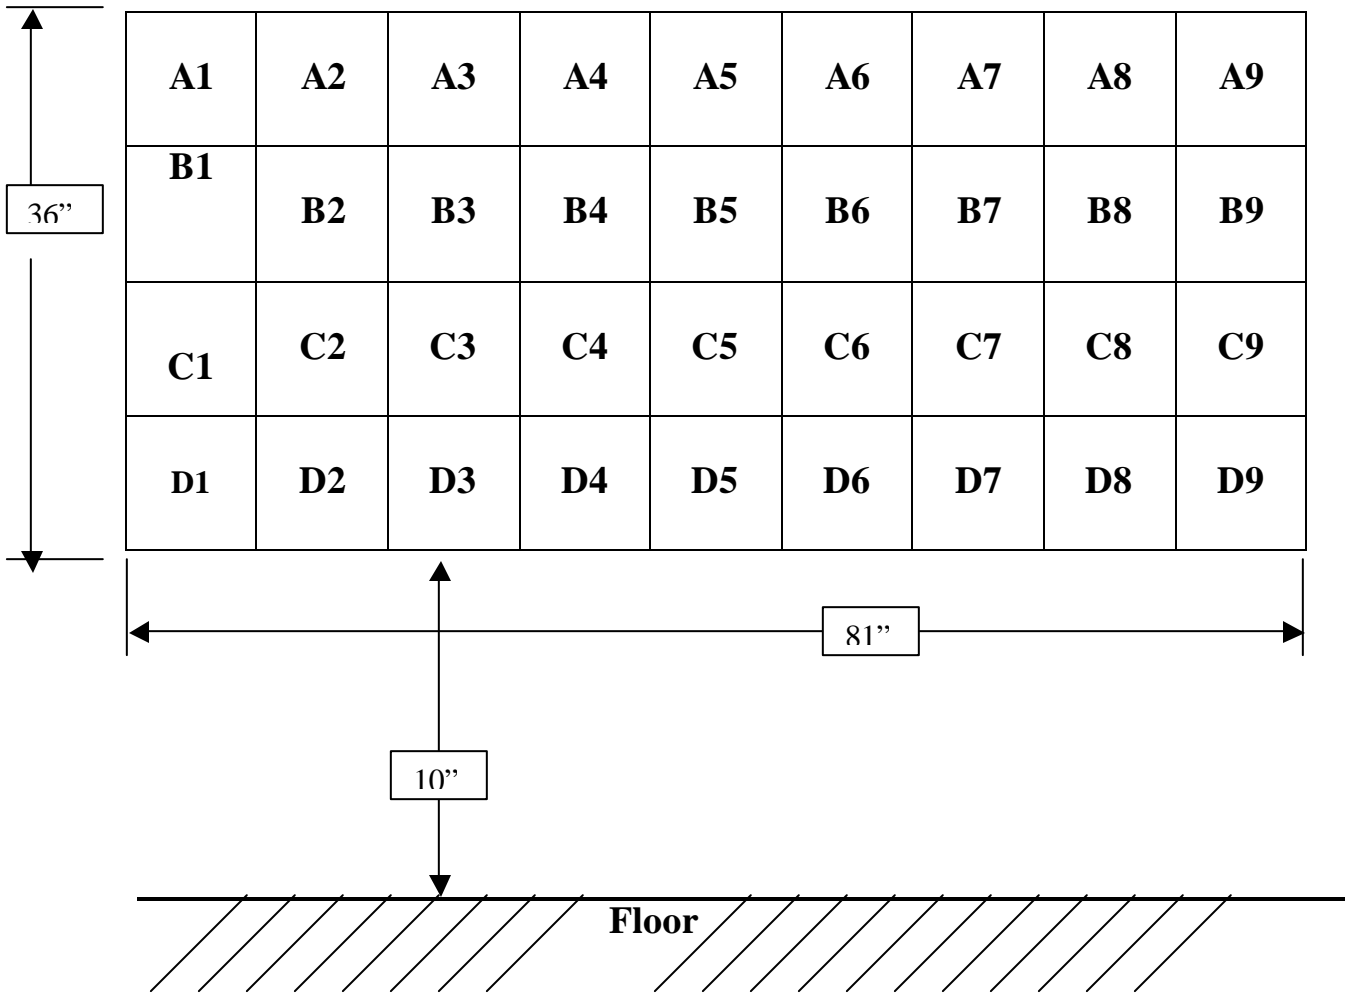 A1 A2 A3 A4 A5 A6 A7 A8 A9
B1 B2 B3 B4 B5 B6 B7 B8 B9
36”
C1 C2 C3 C4 C5 C6 C7 C8 C9
D1 D2 D3 D4 D5 D6 D7 D8 D9
81”
10”
Floor